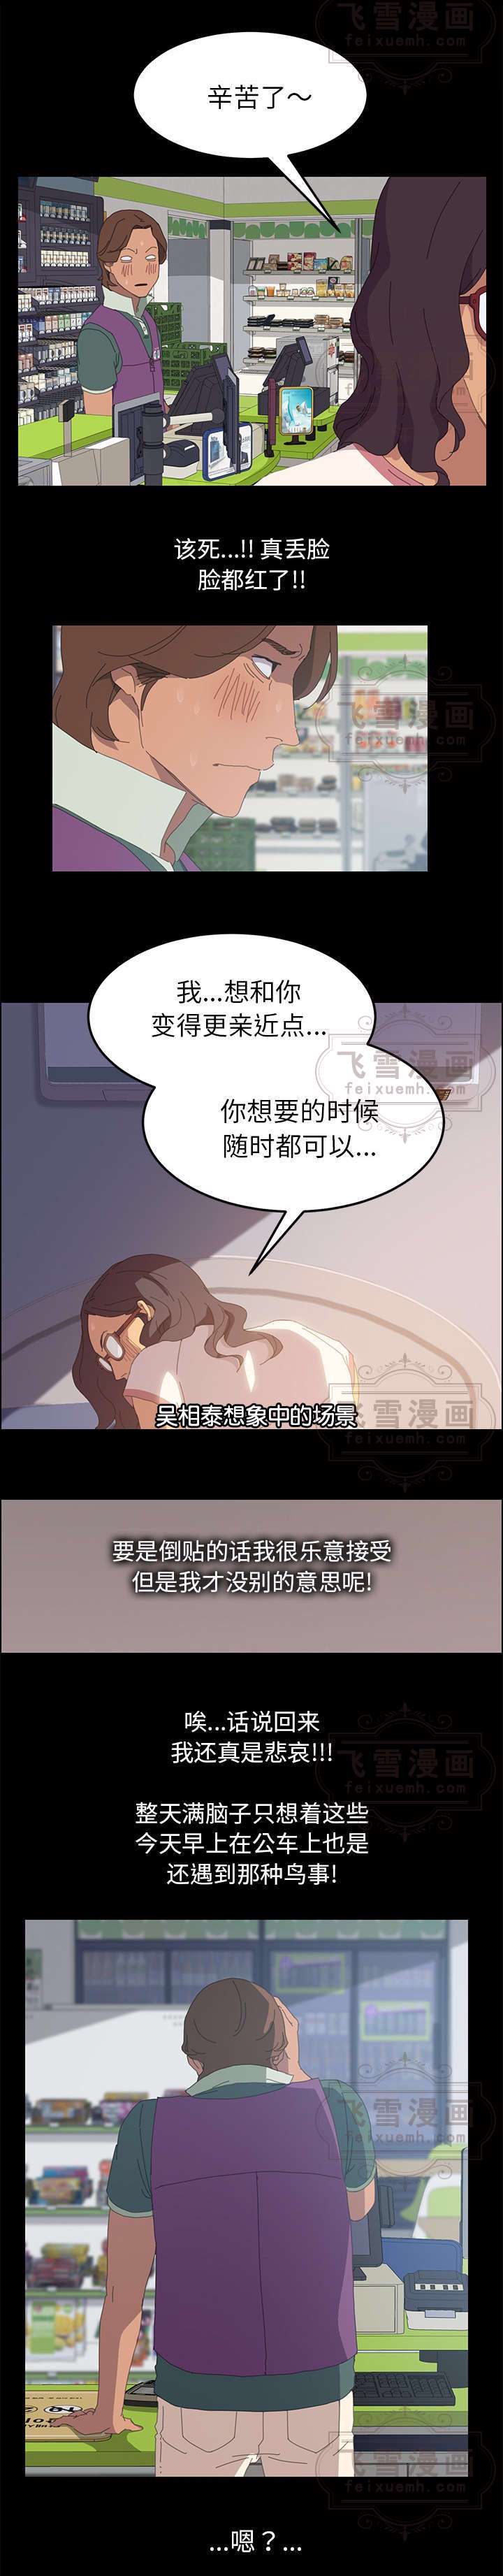 飞雪漫画
feixuemh.com
辛苦了～
该死...!! 真丢脸
脸都红了!!
飞雪漫画
feixuemh.com
我...想和你
变得更亲近点...
飞雪漫画
feixuemh.com
你想要的时候
随时都可以...
吴相泰想象中的场景
飞雪漫画
feixuemh.com
要是倒贴的话我很乐意接受
但是我才没别的意思呢!
唉...话说回来
我还真是悲哀!!!
飞雪漫画
feixuemh.com
整天满脑子只想着这些
今天早上在公车上也是
还遇到那种鸟事!
飞雪漫画
feixuemh.com
飞雪漫画
feixuemh.com
...嗯？...